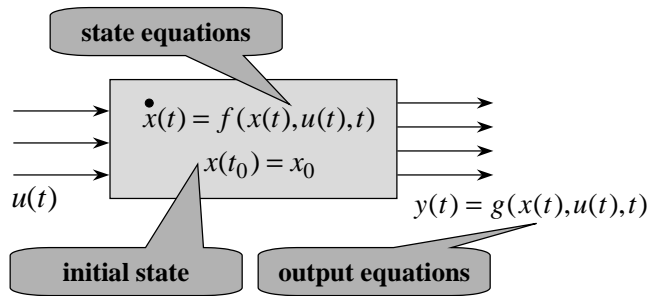 state equations
ẋ(t) = f(x(t),u(t),t)
x(t₀) = x₀
u(t)
y(t) = g(x(t),u(t),t)
initial state
output equations